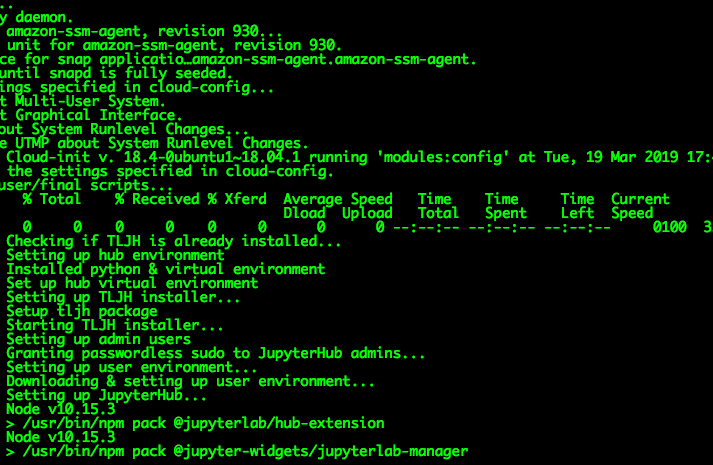 ..
y daemon.
amazon-ssm-agent, revision 930...
unit for amazon-ssm-agent, revision 930.
ce for snap applicatio…amazon-ssm-agent.amazon-ssm-agent.
until snapd is fully seeded.
ings specified in cloud-config...
t Multi-User System.
t Graphical Interface.
out System Runlevel Changes...
e UTMP about System Runlevel Changes.
Cloud-init v. 18.4-0ubuntu1~18.04.1 running 'modules:config' at Tue, 19 Mar 2019 17:
the settings specified in cloud-config.
user/final scripts...
% Total % Received % Xferd Average Speed Time Time Time Current
Dload Upload Total Spent Left Speed
0 0 0 0 0 0 0 0 --:--:-- --:--:-- --:--:-- 0100 3
Checking if TLJH is already installed...
Setting up hub environment
Installed python & virtual environment
Set up hub virtual environment
Setting up TLJH installer...
Setup tljh package
Starting TLJH installer...
Setting up admin users
Granting passwordless sudo to JupyterHub admins...
Setting up user environment...
Downloading & setting up user environment...
Setting up JupyterHub...
Node v10.15.3
> /usr/bin/npm pack @jupyterlab/hub-extension
Node v10.15.3
> /usr/bin/npm pack @jupyter-widgets/jupyterlab-manager